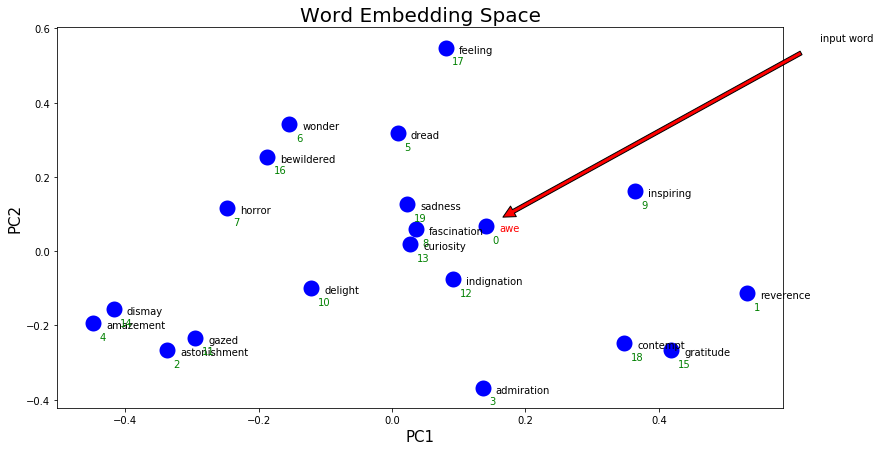 Word Embedding Space
input word
0.6
0.4
0.2
0.0
−0.2
−0.4
PC2
feeling
17
wonder
6
dread
5
bewildered
16
inspiring
9
horror
7
sadness
19
awe
0
fascination
8
curiosity
13
indignation
12
delight
10
reverence
1
dismay
14
amazement
4
gazed
11
astonishment
2
contempt
18
gratitude
15
admiration
3
−0.4
−0.2
0.0
0.2
0.4
PC1